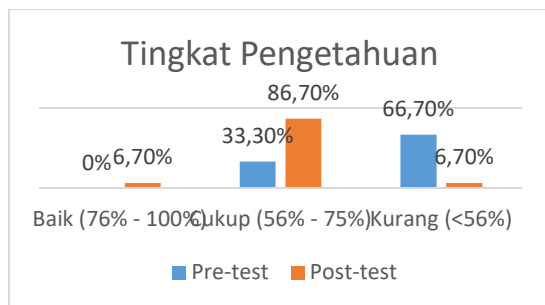 Tingkat Pengetahuan
86,70%
66,70%
33,30%
0% 6,70% 6,70%
Baik (76% - 100%) Cukup (56% - 75%) Kurang (<56%)
Pre-test Post-test